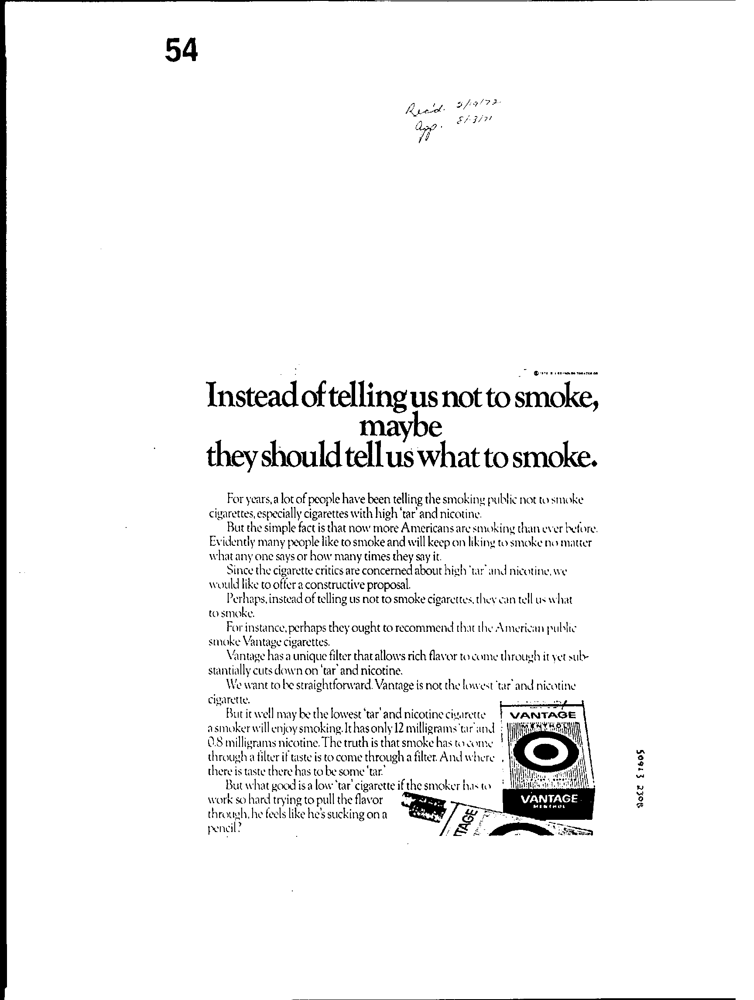 54
Rec'd.
App.
Instead of telling us not to smoke,
maybe
they should tell us what to smoke.
For years, a lot of people have been telling the smoking public not to smoke
cigarettes, especially cigarettes with high 'tar' and nicotine.
But the simple fact is that now more Americans are smoking than ever before.
Evidently many people like to smoke and will keep on liking to smoke no matter
what any one says or how many times they say it.
Since the cigarette critics are concerned about high 'tar' and nicotine, we
would like to offer a constructive proposal.
Perhaps, instead of telling us not to smoke cigarettes, they can tell us what
to smoke.
For instance, perhaps they ought to recommend that the American public
smoke Vantage cigarettes.
Vantage has a unique filter that allows rich flavor to come through it yet sub-
stantially cuts down on 'tar' and nicotine.
We want to be straightforward. Vantage is not the lowest 'tar' and nicotine
cigarette.
But it well may be the lowest 'tar' and nicotine cigarette
a smoker will enjoy smoking. It has only 12 milligrams 'tar' and
0.8 milligrams nicotine. The truth is that smoke has to come
through a filter if taste is to come through a filter. And where
there is taste there has to be some 'tar.'
But what good is a low 'tar' cigarette if the smoker has to
work so hard trying to pull the flavor
through, he feels like he's sucking on a
pencil?
VANTAGE
MENTHOL
VANTAGE
MENTHOL
TAGE
50913 2308